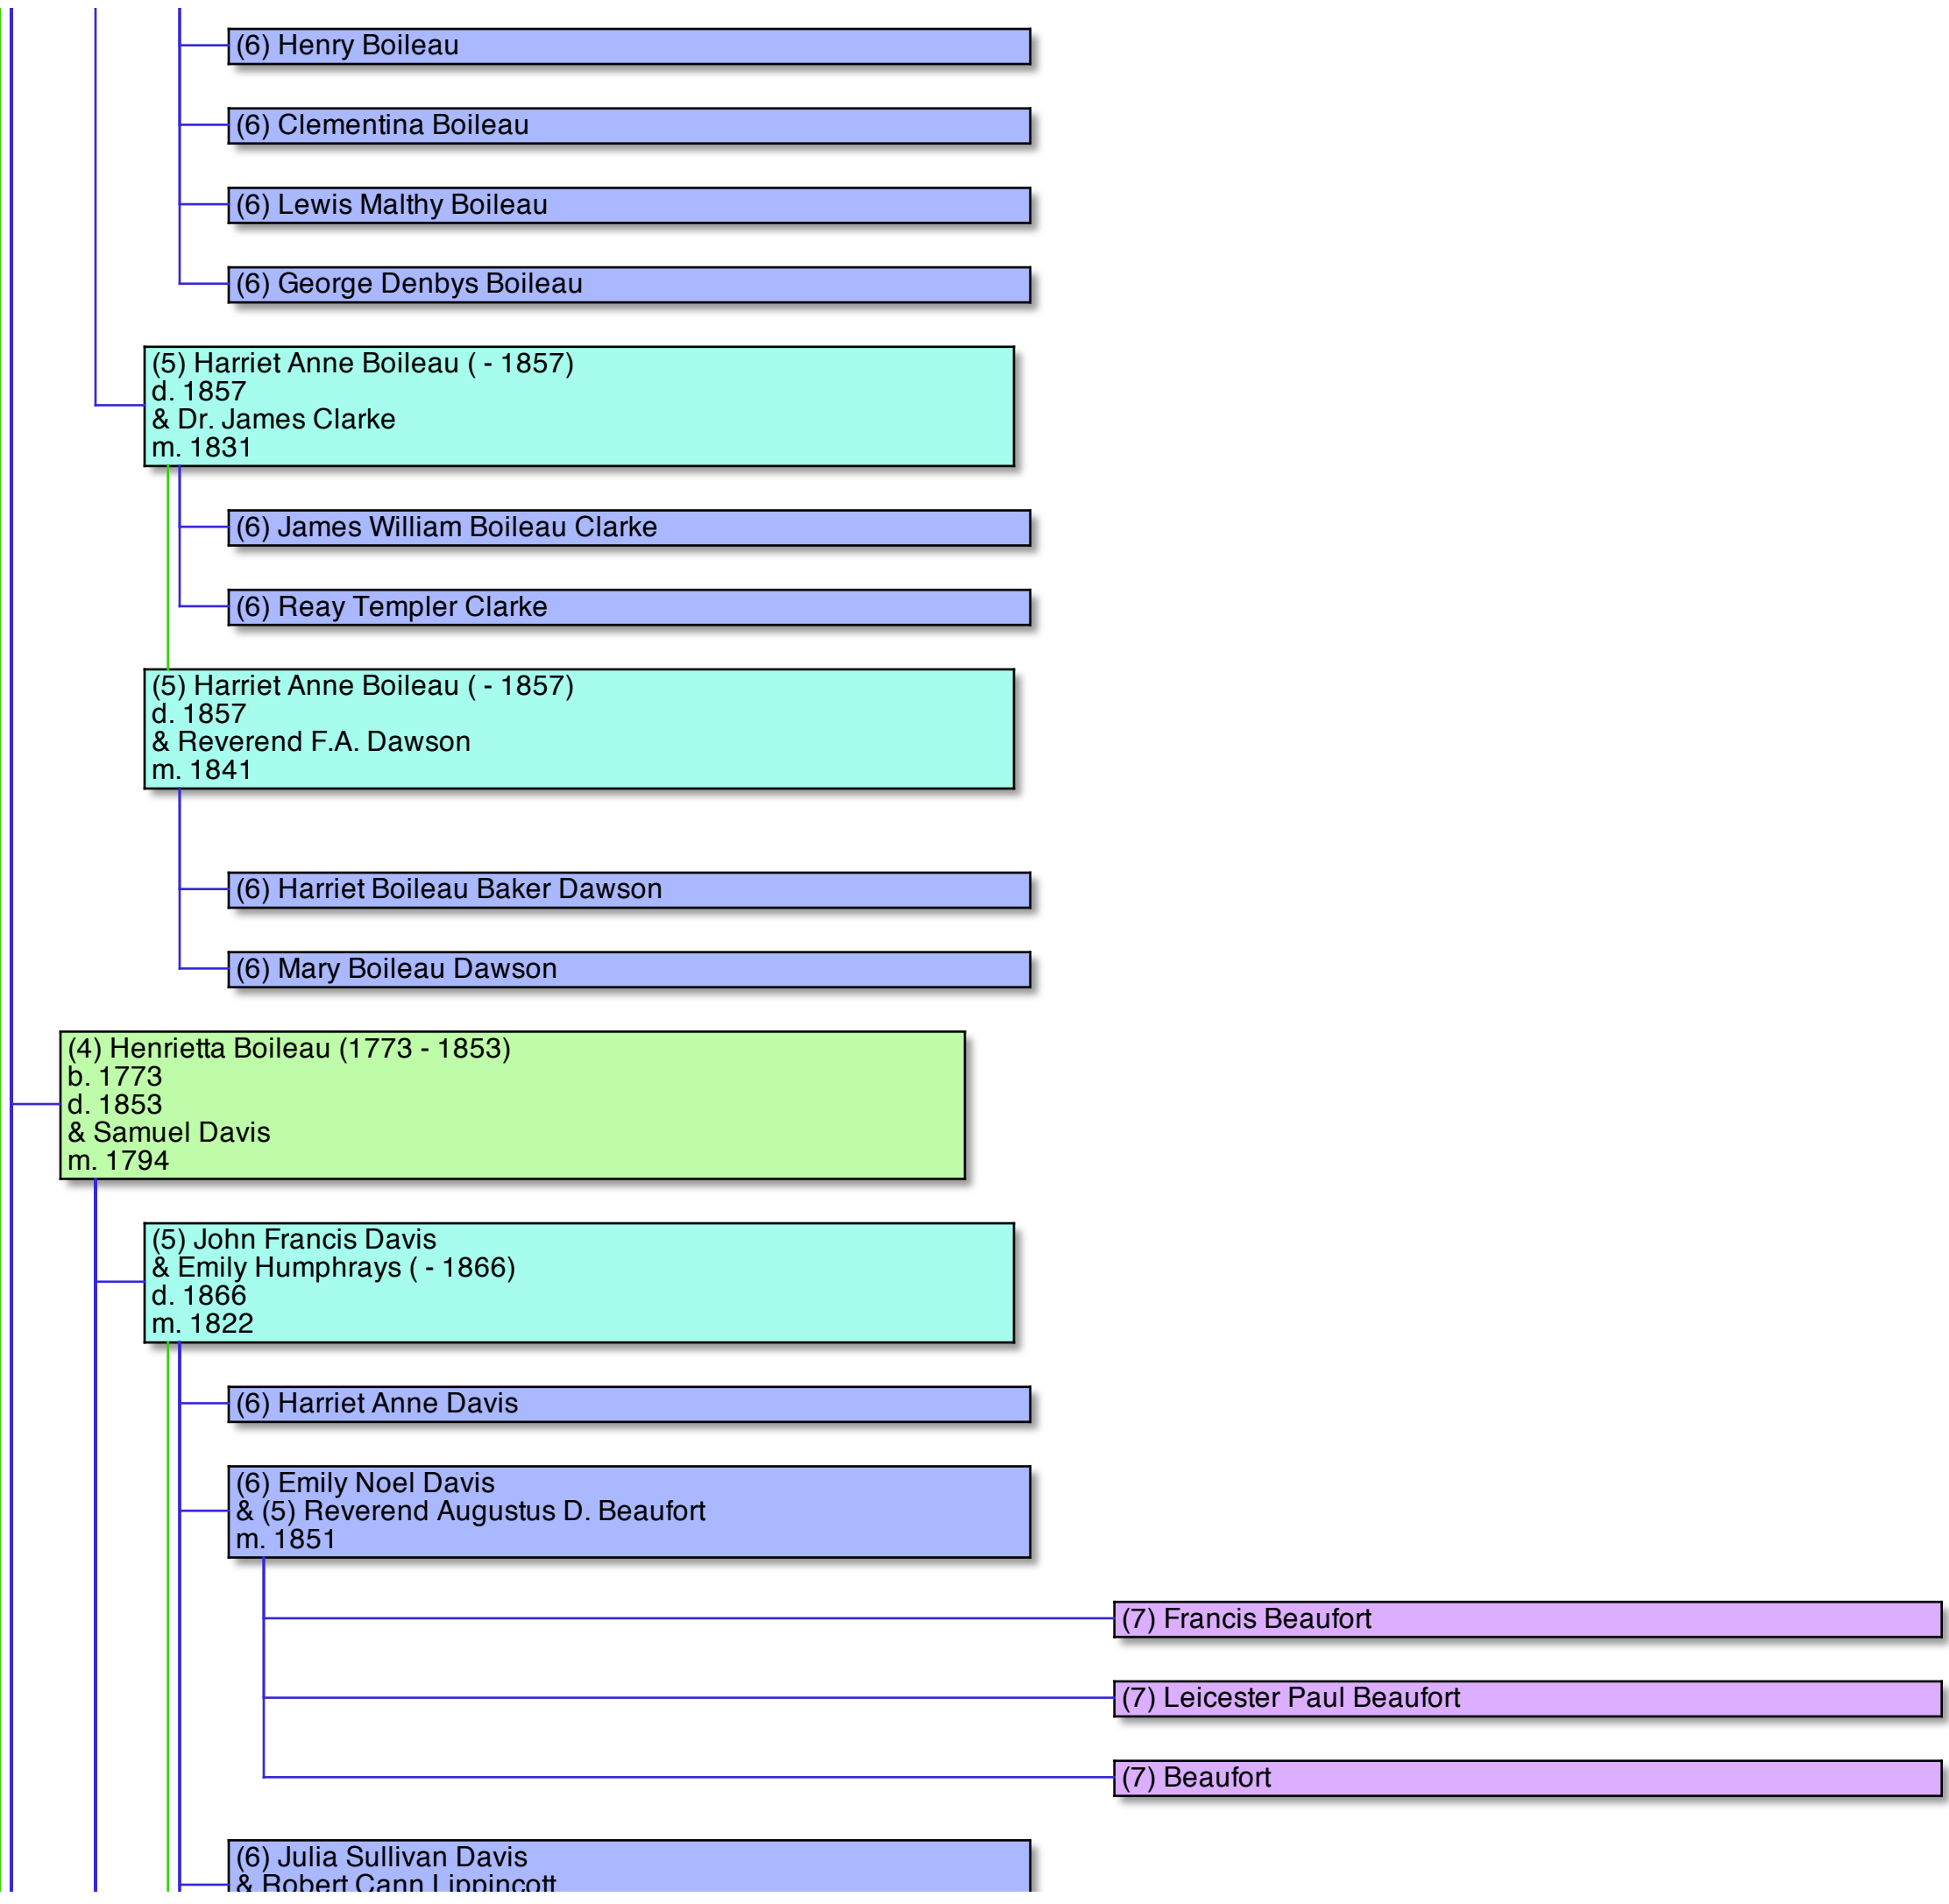 (6) Henry Boileau
(6) Clementina Boileau
(6) Lewis Malthy Boileau
(6) George Denbys Boileau
(5) Harriet Anne Boileau ( - 1857)
d. 1857
& Dr. James Clarke
m. 1831
(6) James William Boileau Clarke
(6) Reay Templer Clarke
(5) Harriet Anne Boileau ( - 1857)
d. 1857
& Reverend F.A. Dawson
m. 1841
(6) Harriet Boileau Baker Dawson
(6) Mary Boileau Dawson
(4) Henrietta Boileau (1773 - 1853)
b. 1773
d. 1853
& Samuel Davis
m. 1794
(5) John Francis Davis
& Emily Humphrays ( - 1866)
d. 1866
m. 1822
(6) Harriet Anne Davis
(6) Emily Noel Davis
& (5) Reverend Augustus D. Beaufort
m. 1851
(7) Francis Beaufort
(7) Leicester Paul Beaufort
(7) Beaufort
(6) Julia Sullivan Davis
& Robert Cann Lippincott